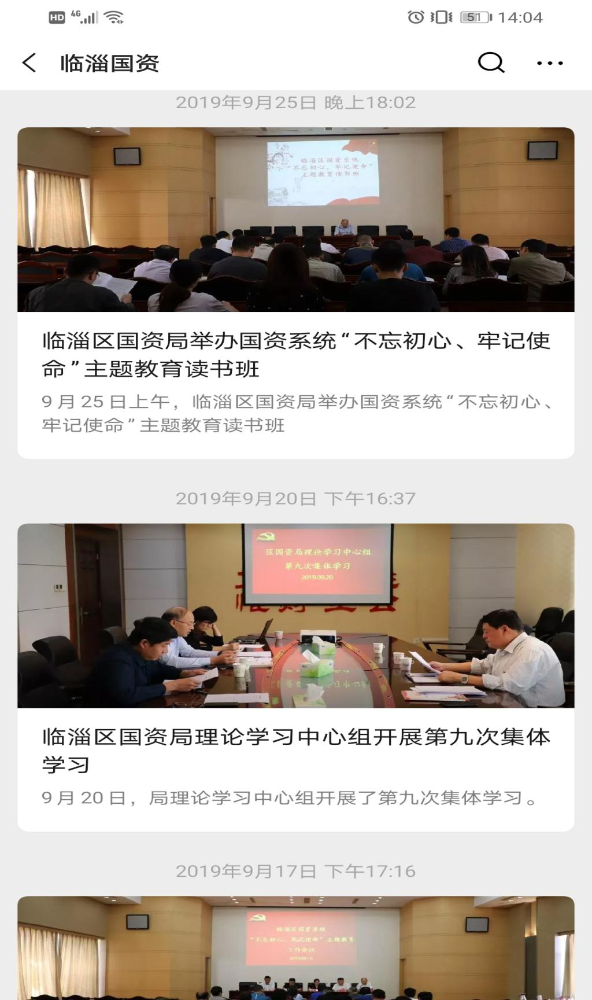 HD 4G 51 14:04
临淄国资
2019年9月25日 晚上18:02
临淄区国资系统
“不忘初心、牢记使命”
主题教育读书班
临淄区国资局举办国资系统“不忘初心、牢记使
命”主题教育读书班
9月25日上午，临淄区国资局举办国资系统“不忘初心、
牢记使命”主题教育读书班
2019年9月20日 下午16:37
区国资局理论学习中心组
第九次集体学习
2019.09.20
临淄区国资局理论学习中心组开展第九次集体
学习
9月20日，局理论学习中心组开展了第九次集体学习。
2019年9月17日 下午17:16
临淄区国资系统
“不忘初心、牢记使命”主题教育
工作会议